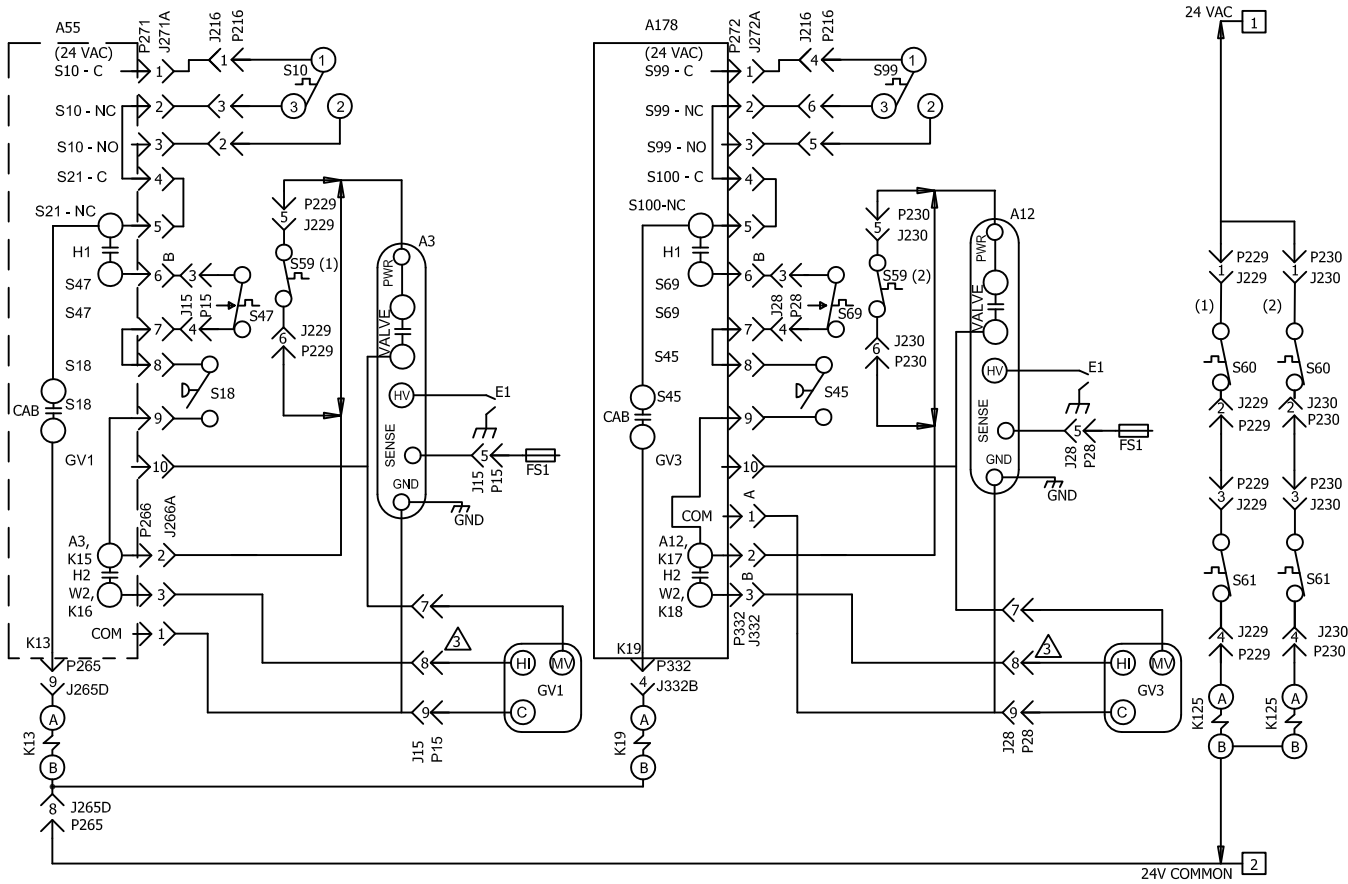 A55
(24 VAC)
S10 - C
S10 - NC
S10 - NO
S21 - C
S21 - NC
H1
S47
S47
S18
S18
CAB
GV1
A3,
K15
H2
W2,
K16
COM
K13
P271
J271A
1
2
3
4
5
6
7
8
9
10
B
J216
P216
1
3
2
S10
1
3
2
3
4
J15
P15
S47
S18
P266
J266A
2
3
1
P229
5
J229
S59 (1)
J229
6
P229
A3
PWR
VALVE
HV
SENSE
GND
E1
5
J15
P15
FS1
GND
7
8
3
9
J15
P15
HI
MV
C
GV1
P265
9
J265D
A
K13
B
8
J265D
P265
A178
(24 VAC)
S99 - C
S99 - NC
S99 - NO
S100 - C
S100-NC
H1
S69
S69
S45
S45
CAB
GV3
COM
A12,
K17
H2
W2,
K18
K19
P272
J272A
1
2
3
4
5
6
7
8
9
10
B
J216
P216
4
6
5
S99
1
3
2
3
4
J28
P28
S69
S45
A
1
2
B
3
P332
J332
P230
5
J230
S59 (2)
J230
6
P230
A12
PWR
VALVE
HV
SENSE
GND
E1
5
J28
P28
FS1
GND
7
8
3
9
J28
P28
HI
MV
C
GV3
P332
4
J332B
A
K19
B
24 VAC
1
P229
1
J229
P230
1
J230
(1)
(2)
S60
S60
J229
2
P229
J230
2
P230
P229
3
J229
P230
3
J230
S61
S61
J229
4
P229
J230
4
P230
A
K125
B
A
K125
B
24V COMMON
2